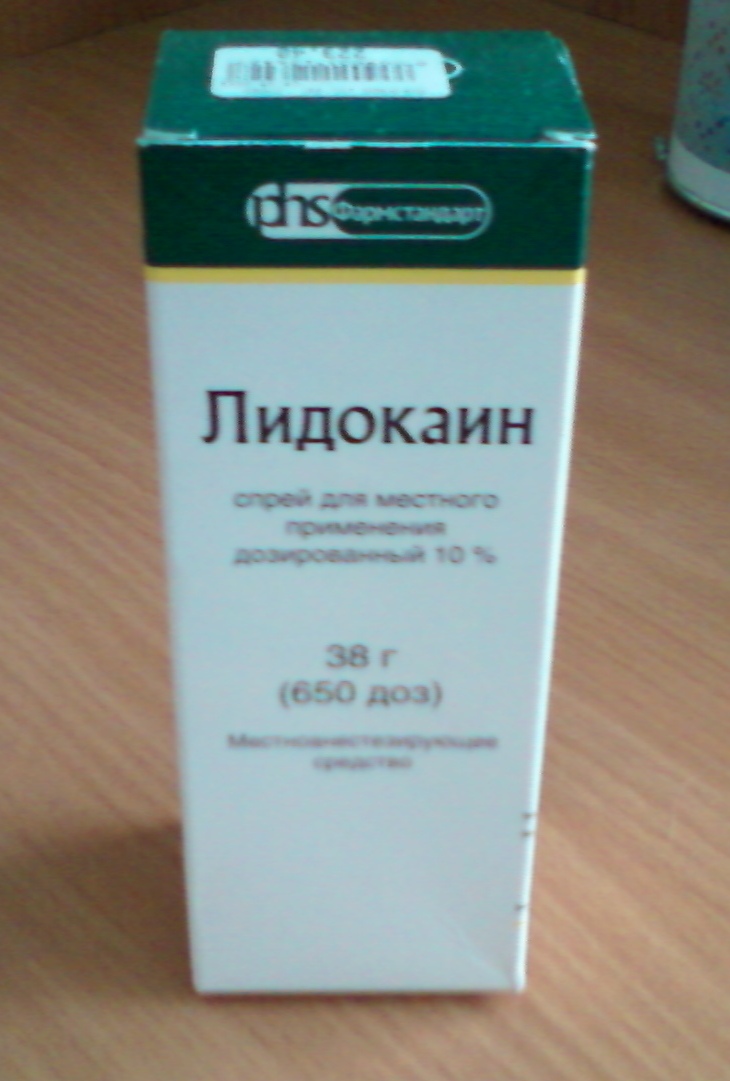 phs Фармстандарт
Лидокаин
спрей для местного
применения
дозированный 10 %
38 г
(650 доз)
Местноанестезирующее
средство